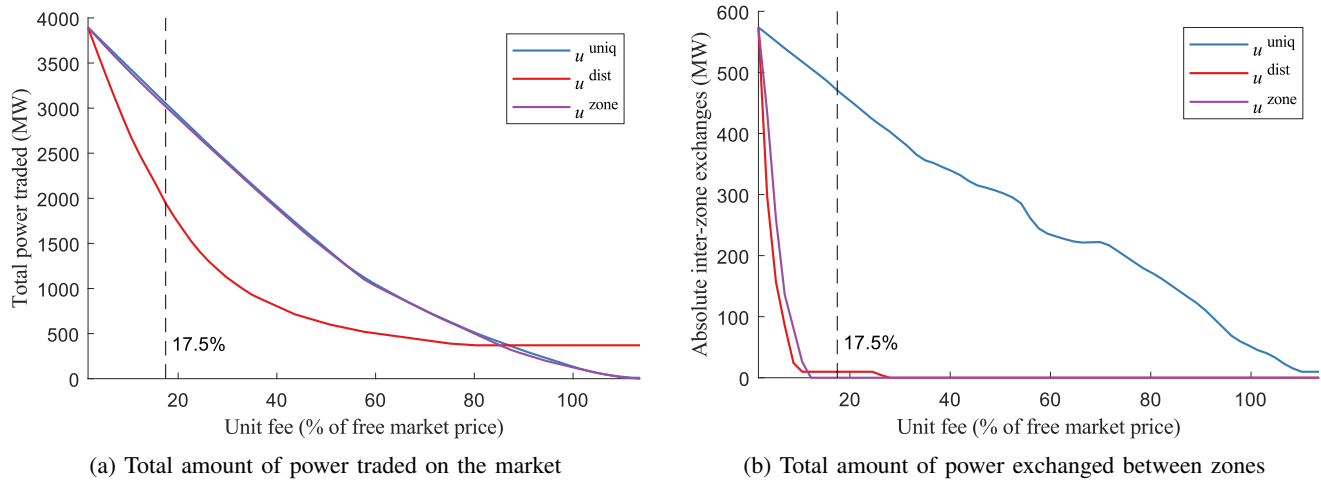 4000
3500
3000
2500
2000
1500
1000
500
0
Total power traded (MW)
u uniq
u dist
u zone
17.5%
20
40
60
80
100
Unit fee (% of free market price)
(a) Total amount of power traded on the market
600
500
400
300
200
100
0
Absolute inter-zone exchanges (MW)
u uniq
u dist
u zone
17.5%
20
40
60
80
100
Unit fee (% of free market price)
(b) Total amount of power exchanged between zones